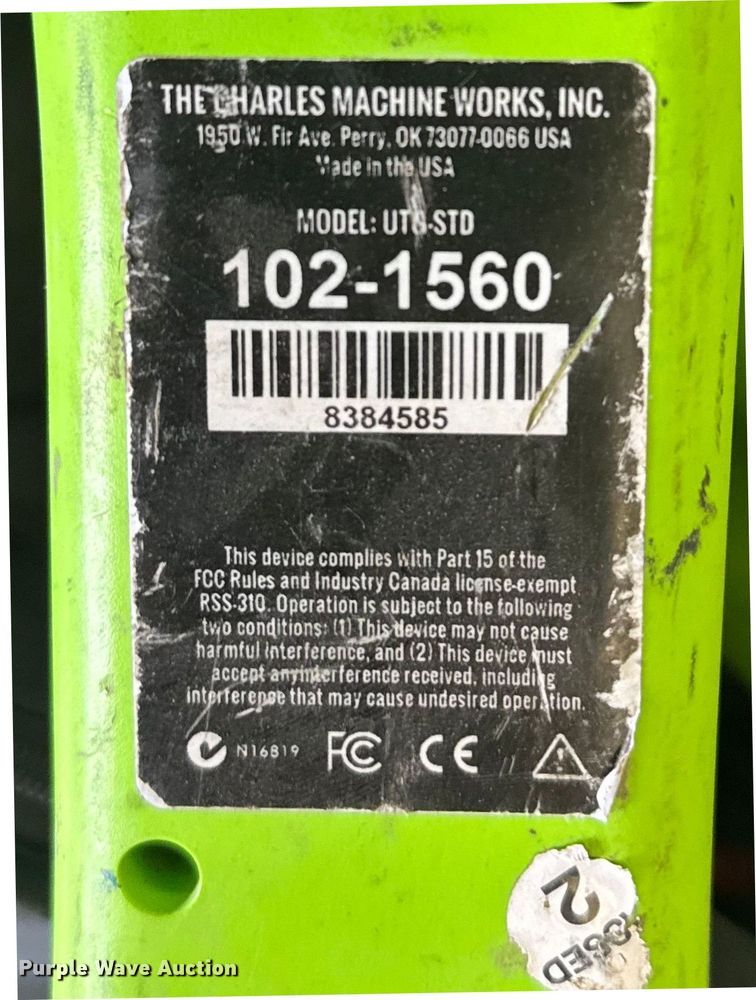 THE CHARLES MACHINE WORKS, INC.
1950 W. Fir Ave. Perry, OK 73077-0066 USA
Made in the USA
MODEL: UTG-STD
102-1560
8384585
This device complies with Part 15 of the
FCC Rules and Industry Canada license-exempt
RSS-310. Operation is subject to the following
two conditions: (1) This device may not cause
harmful interference, and (2) This device must
accept any interference received, including
interference that may cause undesired operation.
N16819 FC CE
2
Purple Wave Auction